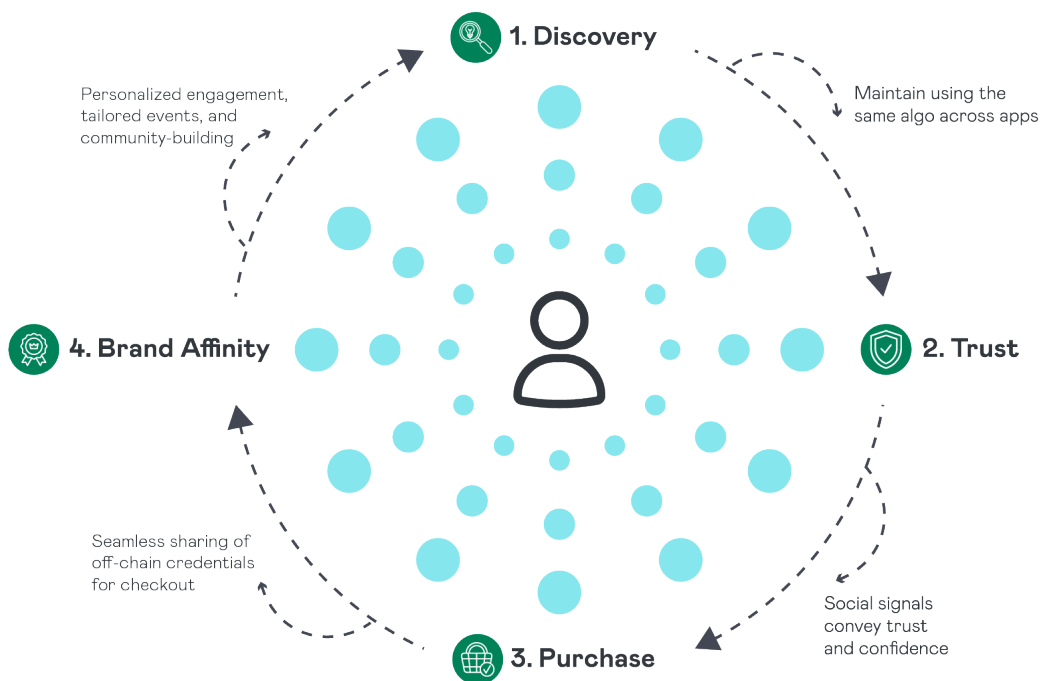 1. Discovery
Personalized engagement,
tailored events, and
community-building
Maintain using the
same algo across apps
4. Brand Affinity
2. Trust
Seamless sharing of
off-chain credentials
for checkout
Social signals
convey trust
and confidence
3. Purchase